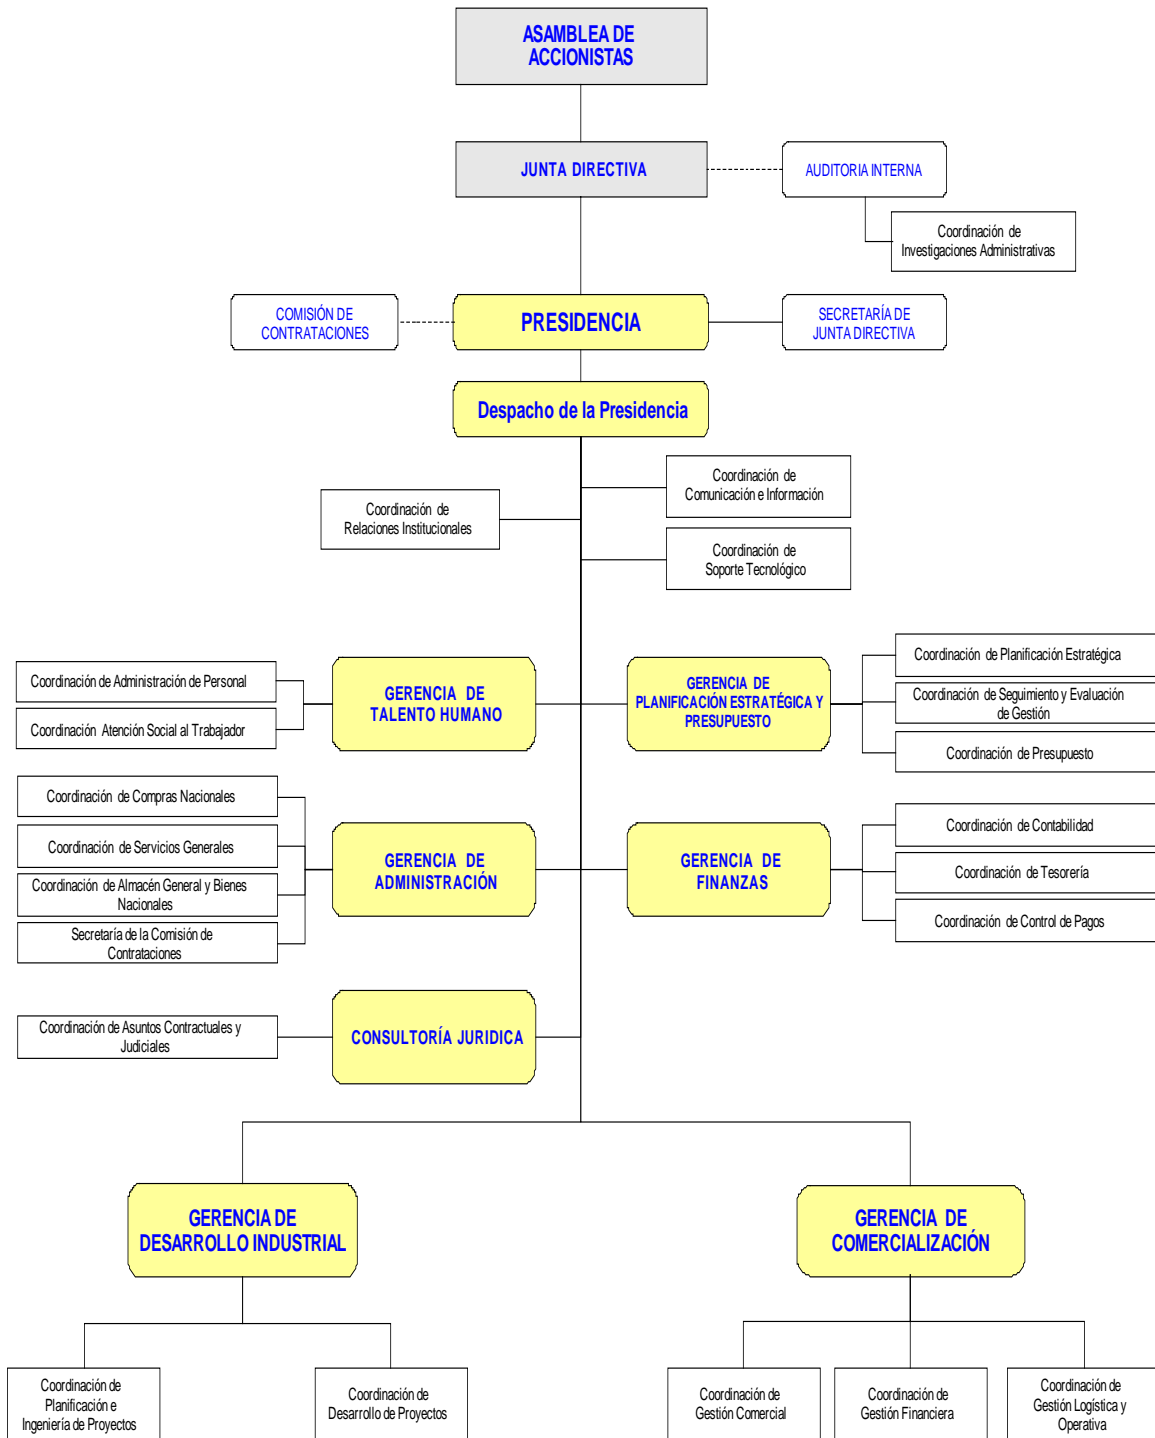 ASAMBLEA DE
ACCIONISTAS
JUNTA DIRECTIVA
AUDITORIA INTERNA
Coordinación de
Investigaciones Administrativas
COMISIÓN DE
CONTRATACIONES
PRESIDENCIA
SECRETARÍA DE
JUNTA DIRECTIVA
Despacho de la Presidencia
Coordinación de
Comunicación e Información
Coordinación de
Relaciones Institucionales
Coordinación de
Soporte Tecnológico
Coordinación de Administración de Personal
Coordinación Atención Social al Trabajador
GERENCIA DE
TALENTO HUMANO
GERENCIA DE
PLANIFICACIÓN ESTRATÉGICA Y
PRESUPUESTO
Coordinación de Planificación Estratégica
Coordinación de Seguimiento y Evaluación
de Gestión
Coordinación de Presupuesto
Coordinación de Compras Nacionales
Coordinación de Servicios Generales
Coordinación de Almacén General y Bienes
Nacionales
Secretaría de la Comisión de
Contrataciones
GERENCIA DE
ADMINISTRACIÓN
GERENCIA DE
FINANZAS
Coordinación de Contabilidad
Coordinación de Tesorería
Coordinación de Control de Pagos
Coordinación de Asuntos Contractuales y
Judiciales
CONSULTORÍA JURIDICA
GERENCIA DE
DESARROLLO INDUSTRIAL
GERENCIA DE
COMERCIALIZACIÓN
Coordinación de
Planificación e
Ingeniería de Proyectos
Coordinación de
Desarrollo de Proyectos
Coordinación de
Gestión Comercial
Coordinación de
Gestión Financiera
Coordinación de
Gestión Logística y
Operativa